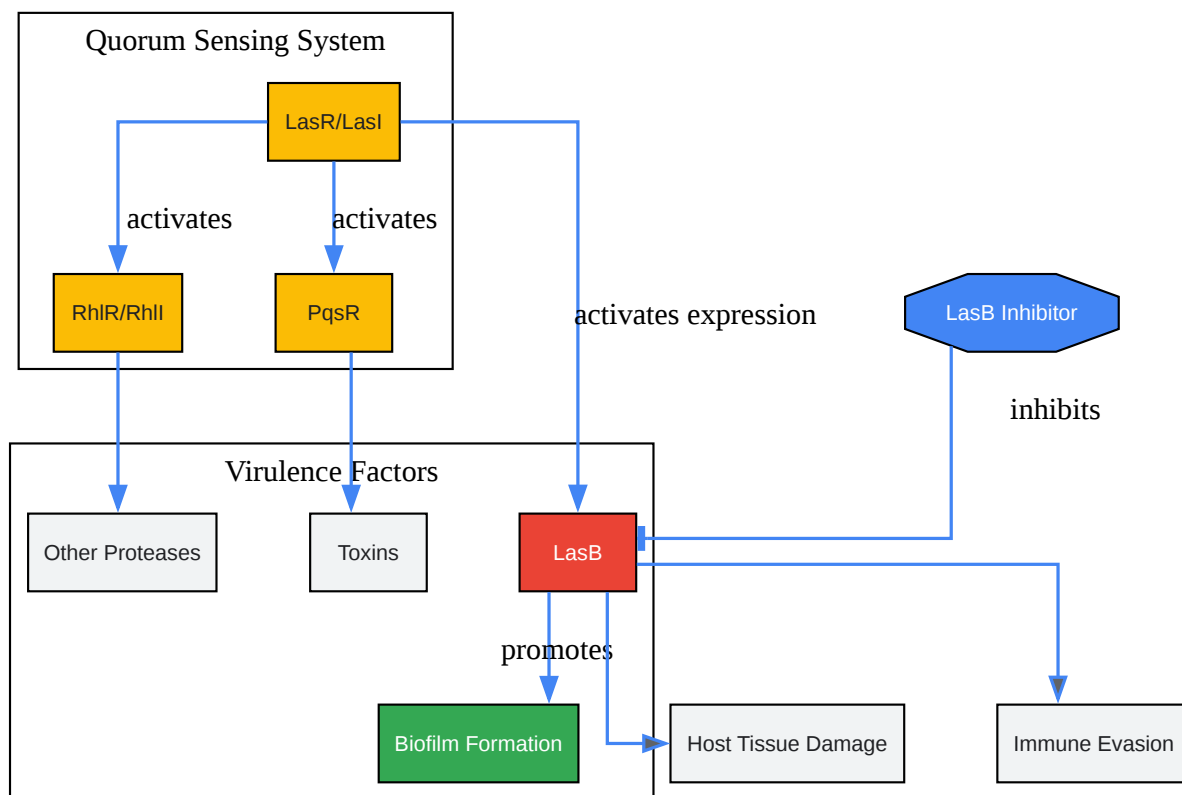 Quorum Sensing System
LasR/LasI
activates
activates
RhlR/RhlI
PqsR
activates expression
LasB Inhibitor
inhibits
Virulence Factors
Other Proteases
Toxins
LasB
promotes
Biofilm Formation
Host Tissue Damage
Immune Evasion